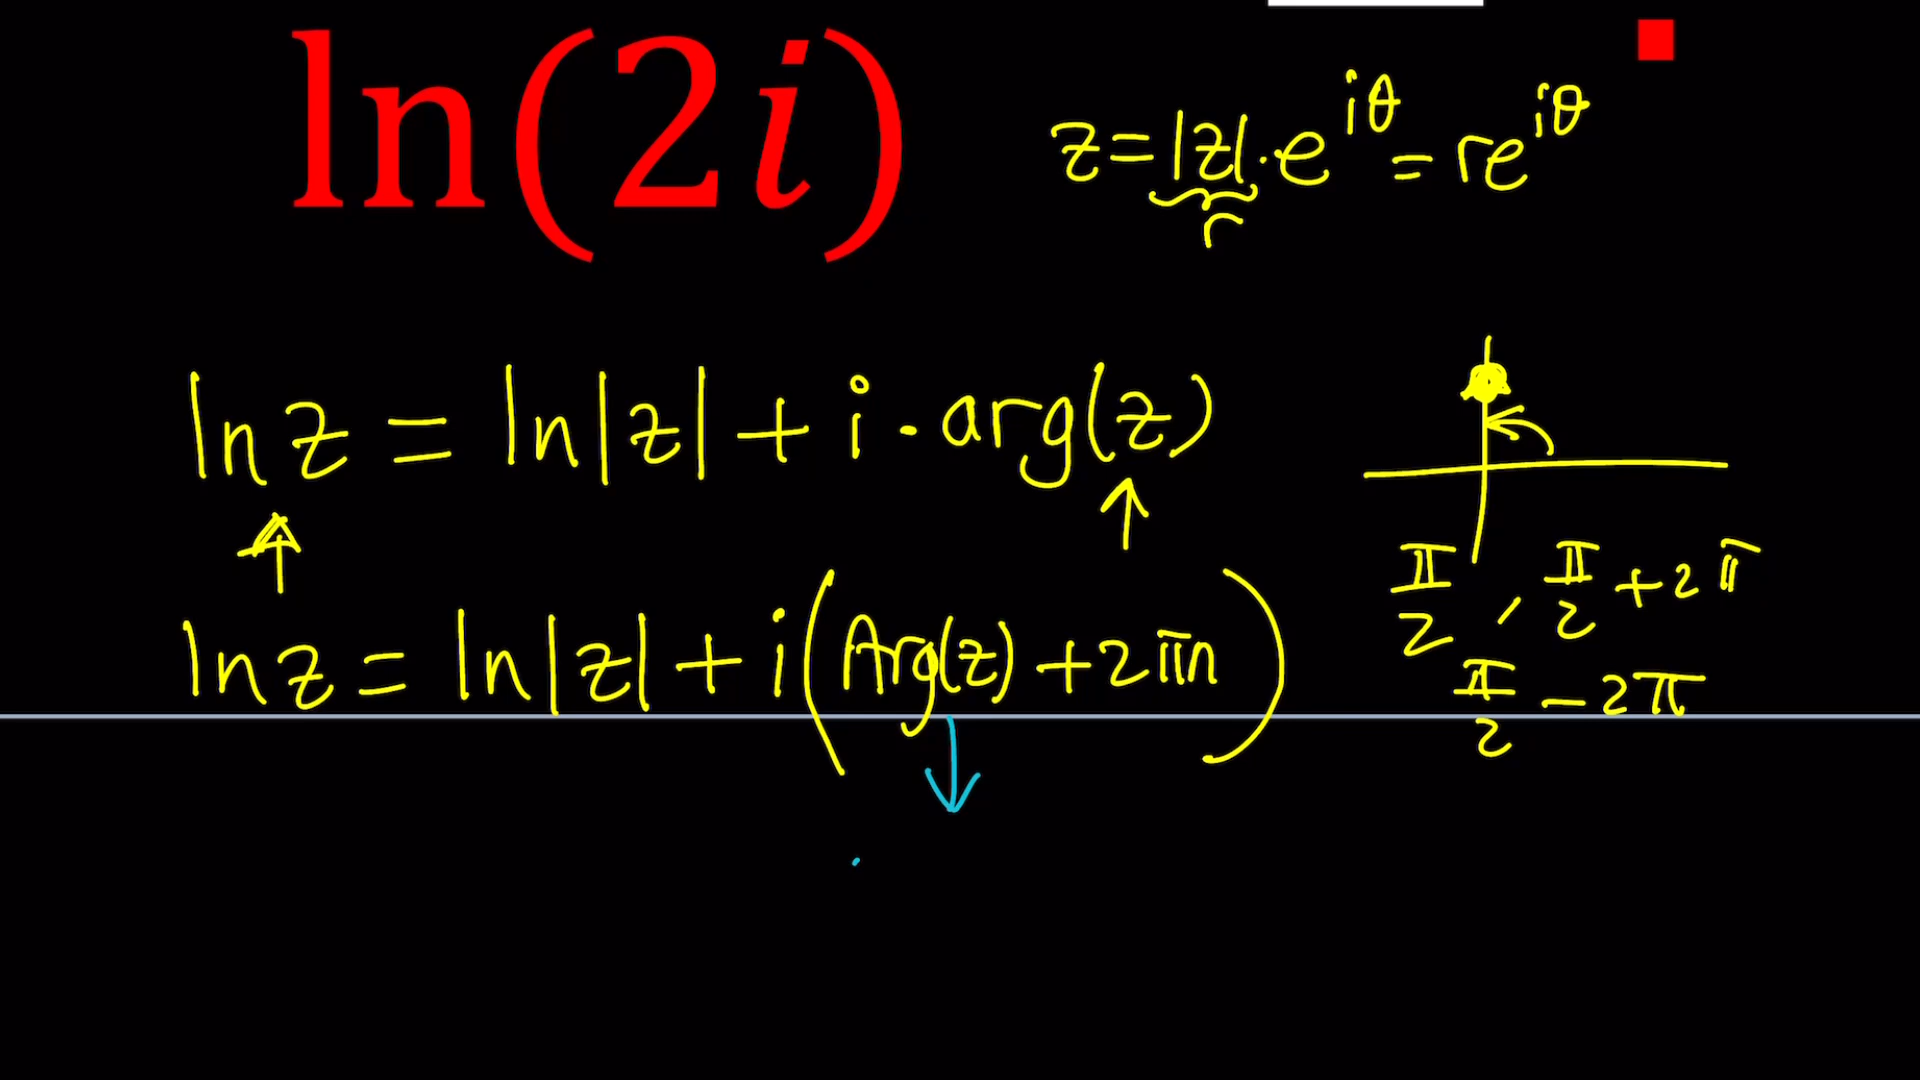 ln(2i)
z = |z| · e^{iθ} = re^{iθ}
r
ln z = ln|z| + i · arg(z)
ln z = ln|z| + i(Arg(z) + 2πn)
π/2 , π/2 + 2π
π/2 - 2π